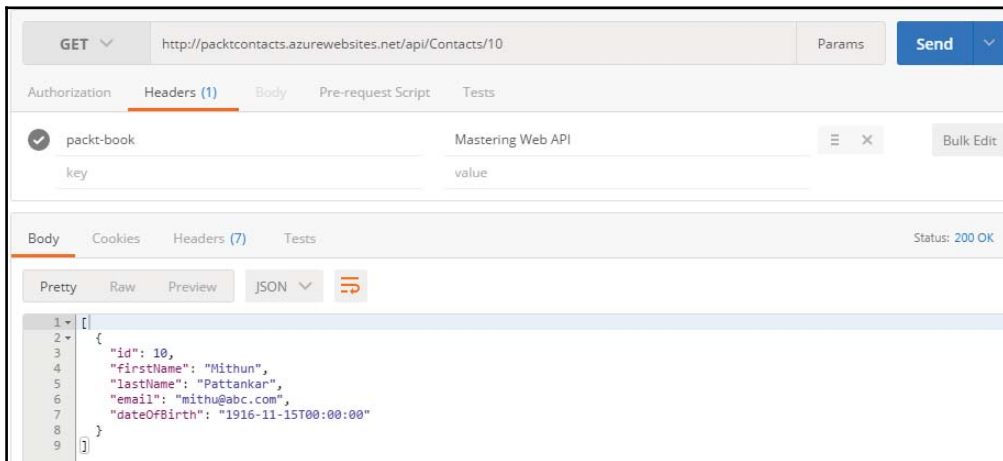 GET http://packtcontacts.azurewebsites.net/api/Contacts/10 Params Send
Authorization Headers (1) Body Pre-request Script Tests
packt-book Mastering Web API Bulk Edit
key value
Body Cookies Headers (7) Tests Status: 200 OK
Pretty Raw Preview JSON
1 [
2 {
3 "id": 10,
4 "firstName": "Mithun",
5 "lastName": "Pattankar",
6 "email": "mithu@abc.com",
7 "dateOfBirth": "1916-11-15T00:00:00"
8 }
9 ]